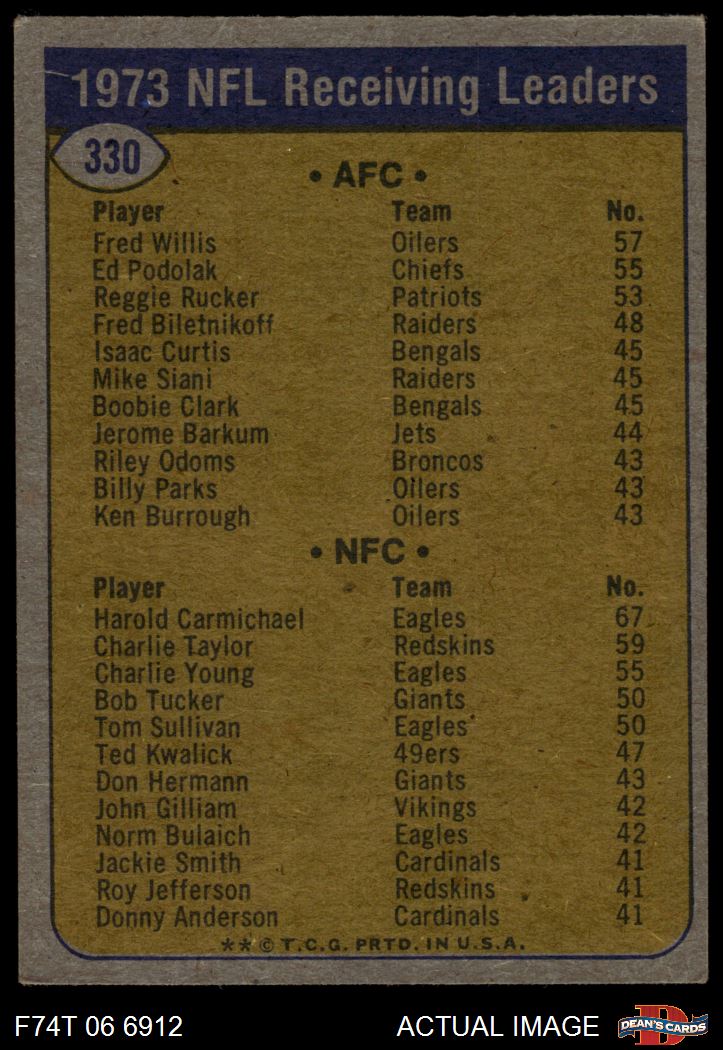 1973 NFL Receiving Leaders
330
• AFC •
Player Team No.
Fred Willis Oilers 57
Ed Podolak Chiefs 55
Reggie Rucker Patriots 53
Fred Biletnikoff Raiders 48
Isaac Curtis Bengals 45
Mike Siani Raiders 45
Boobie Clark Bengals 45
Jerome Barkum Jets 44
Riley Odoms Broncos 43
Billy Parks Oilers 43
Ken Burrough Oilers 43
• NFC •
Player Team No.
Harold Carmichael Eagles 67
Charlie Taylor Redskins 59
Charlie Young Eagles 55
Bob Tucker Giants 50
Tom Sullivan Eagles 50
Ted Kwalick 49ers 47
Don Hermann Giants 43
John Gilliam Vikings 42
Norm Bulaich Eagles 42
Jackie Smith Cardinals 41
Roy Jefferson Redskins 41
Donny Anderson Cardinals 41
** © T.C.G. PRTD. IN U.S.A.
F74T 06 6912 ACTUAL IMAGE
D
DEAN'S CARDS